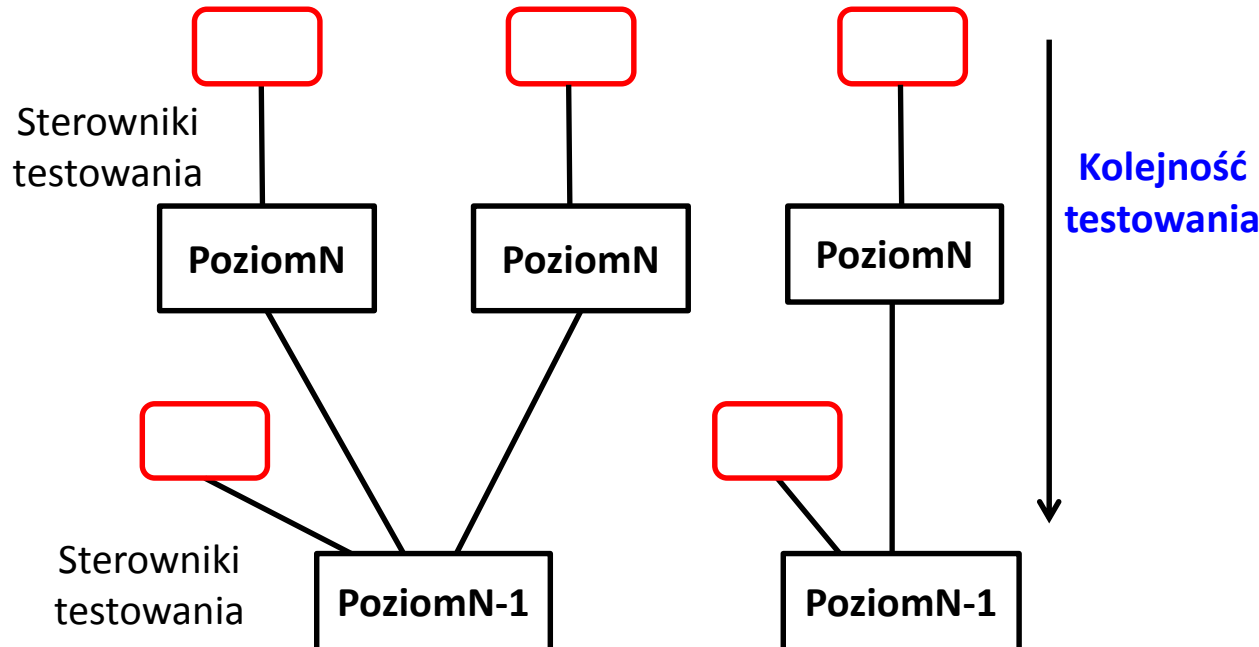 Sterowniki
testowania
Kolejność
testowania
PoziomN
PoziomN
PoziomN
Sterowniki
testowania
PoziomN-1
PoziomN-1